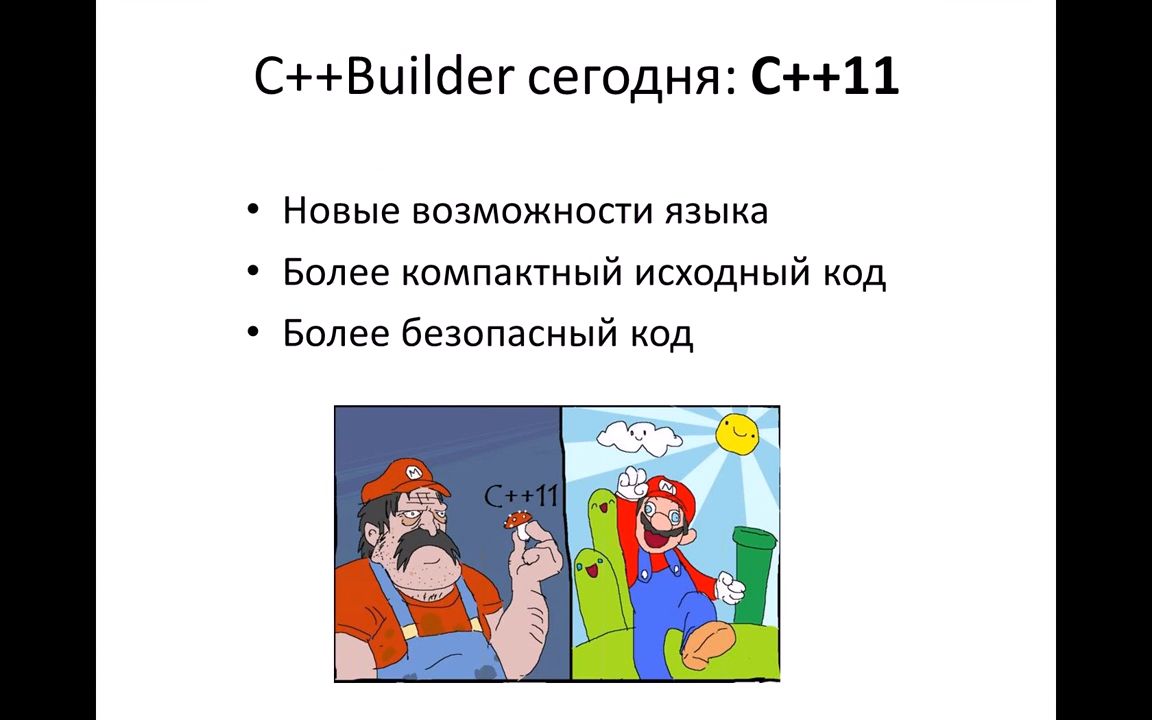 C++Builder сегодня: C++11
• Новые возможности языка
• Более компактный исходный код
• Более безопасный код
C++11
M
M